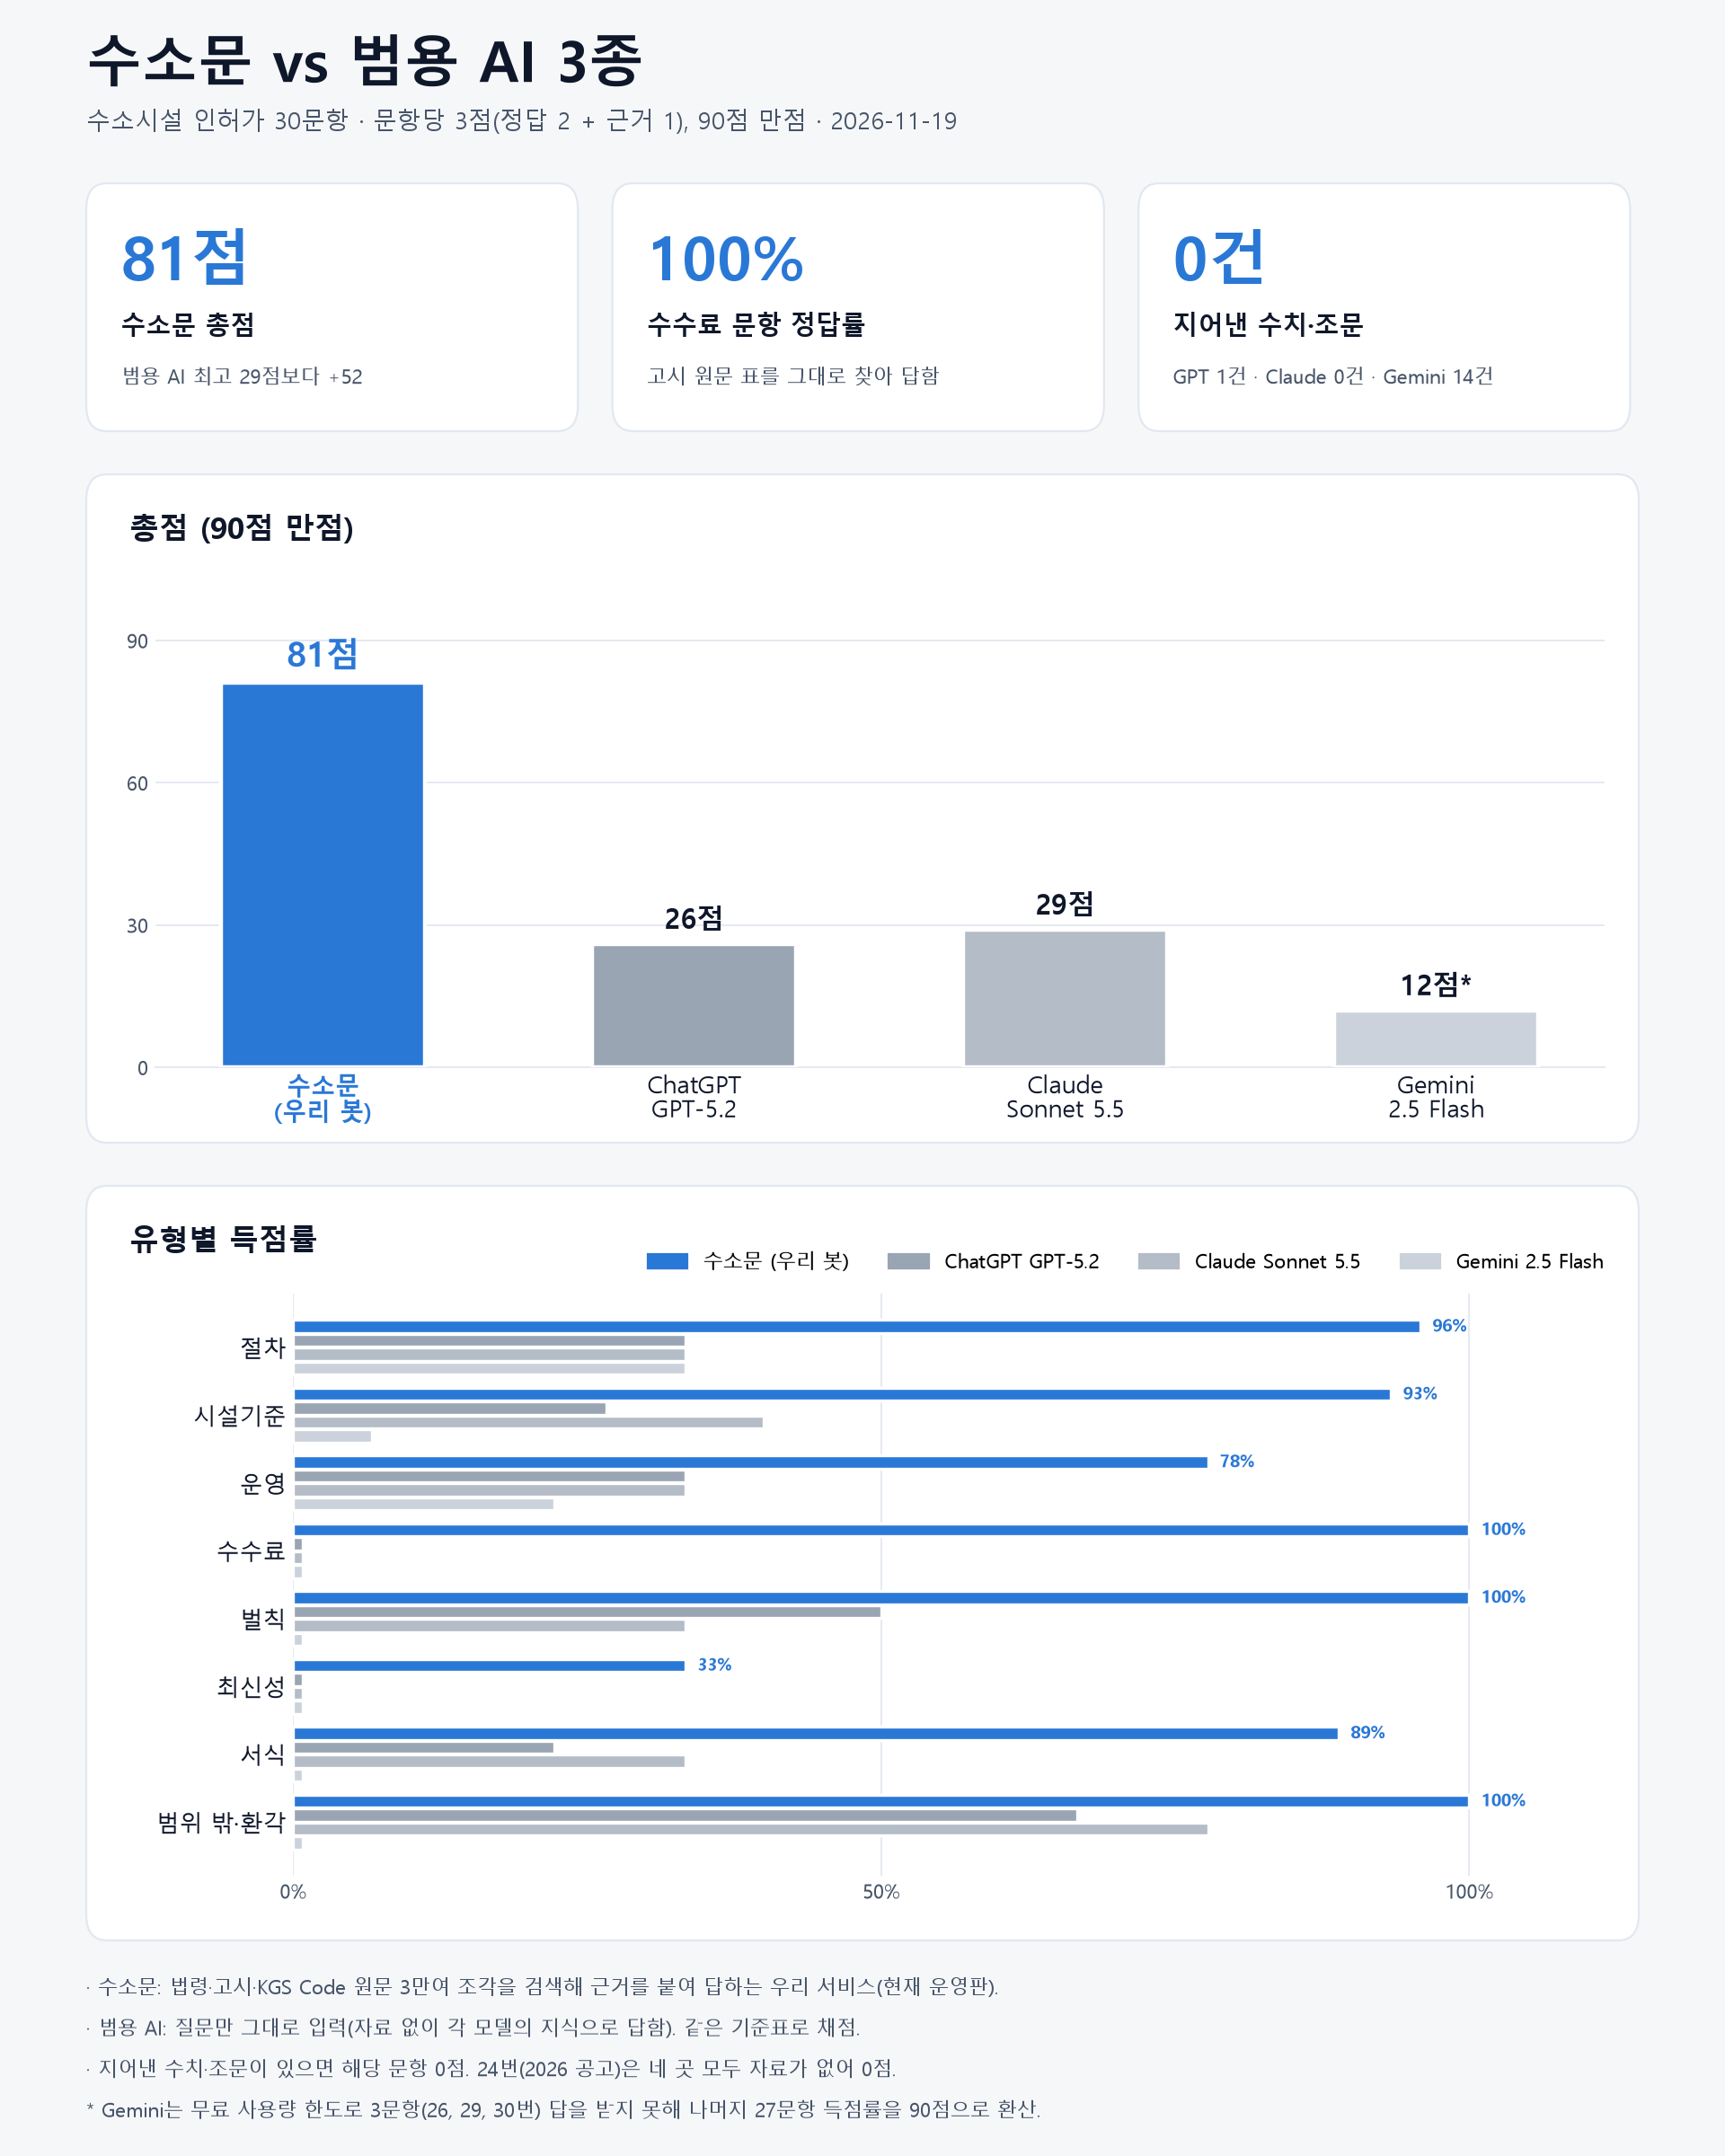 수소문 vs 범용 AI 3종
수소시설 인허가 30문항 · 문항당 3점(정답 2 + 근거 1), 90점 만점 · 2026-11-19
81점
수소문 총점
범용 AI 최고 29점보다 +52
100%
수수료 문항 정답률
고시 원문 표를 그대로 찾아 답함
0건
지어낸 수치·조문
GPT 1건 · Claude 0건 · Gemini 14건
총점 (90점 만점)
90
60
30
0
81점
26점
29점
12점*
수소문
(우리 봇)
ChatGPT
GPT-5.2
Claude
Sonnet 5.5
Gemini
2.5 Flash
유형별 득점률
수소문 (우리 봇)
ChatGPT GPT-5.2
Claude Sonnet 5.5
Gemini 2.5 Flash
절차
96%
시설기준
93%
운영
78%
수수료
100%
벌칙
100%
최신성
33%
서식
89%
범위 밖·환각
100%
0%
50%
100%
· 수소문: 법령·고시·KGS Code 원문 3만여 조각을 검색해 근거를 붙여 답하는 우리 서비스(현재 운영판).
· 범용 AI: 질문만 그대로 입력(자료 없이 각 모델의 지식으로 답함). 같은 기준표로 채점.
· 지어낸 수치·조문이 있으면 해당 문항 0점. 24번(2026 공고)은 네 곳 모두 자료가 없어 0점.
* Gemini는 무료 사용량 한도로 3문항(26, 29, 30번) 답을 받지 못해 나머지 27문항 득점률을 90점으로 환산.